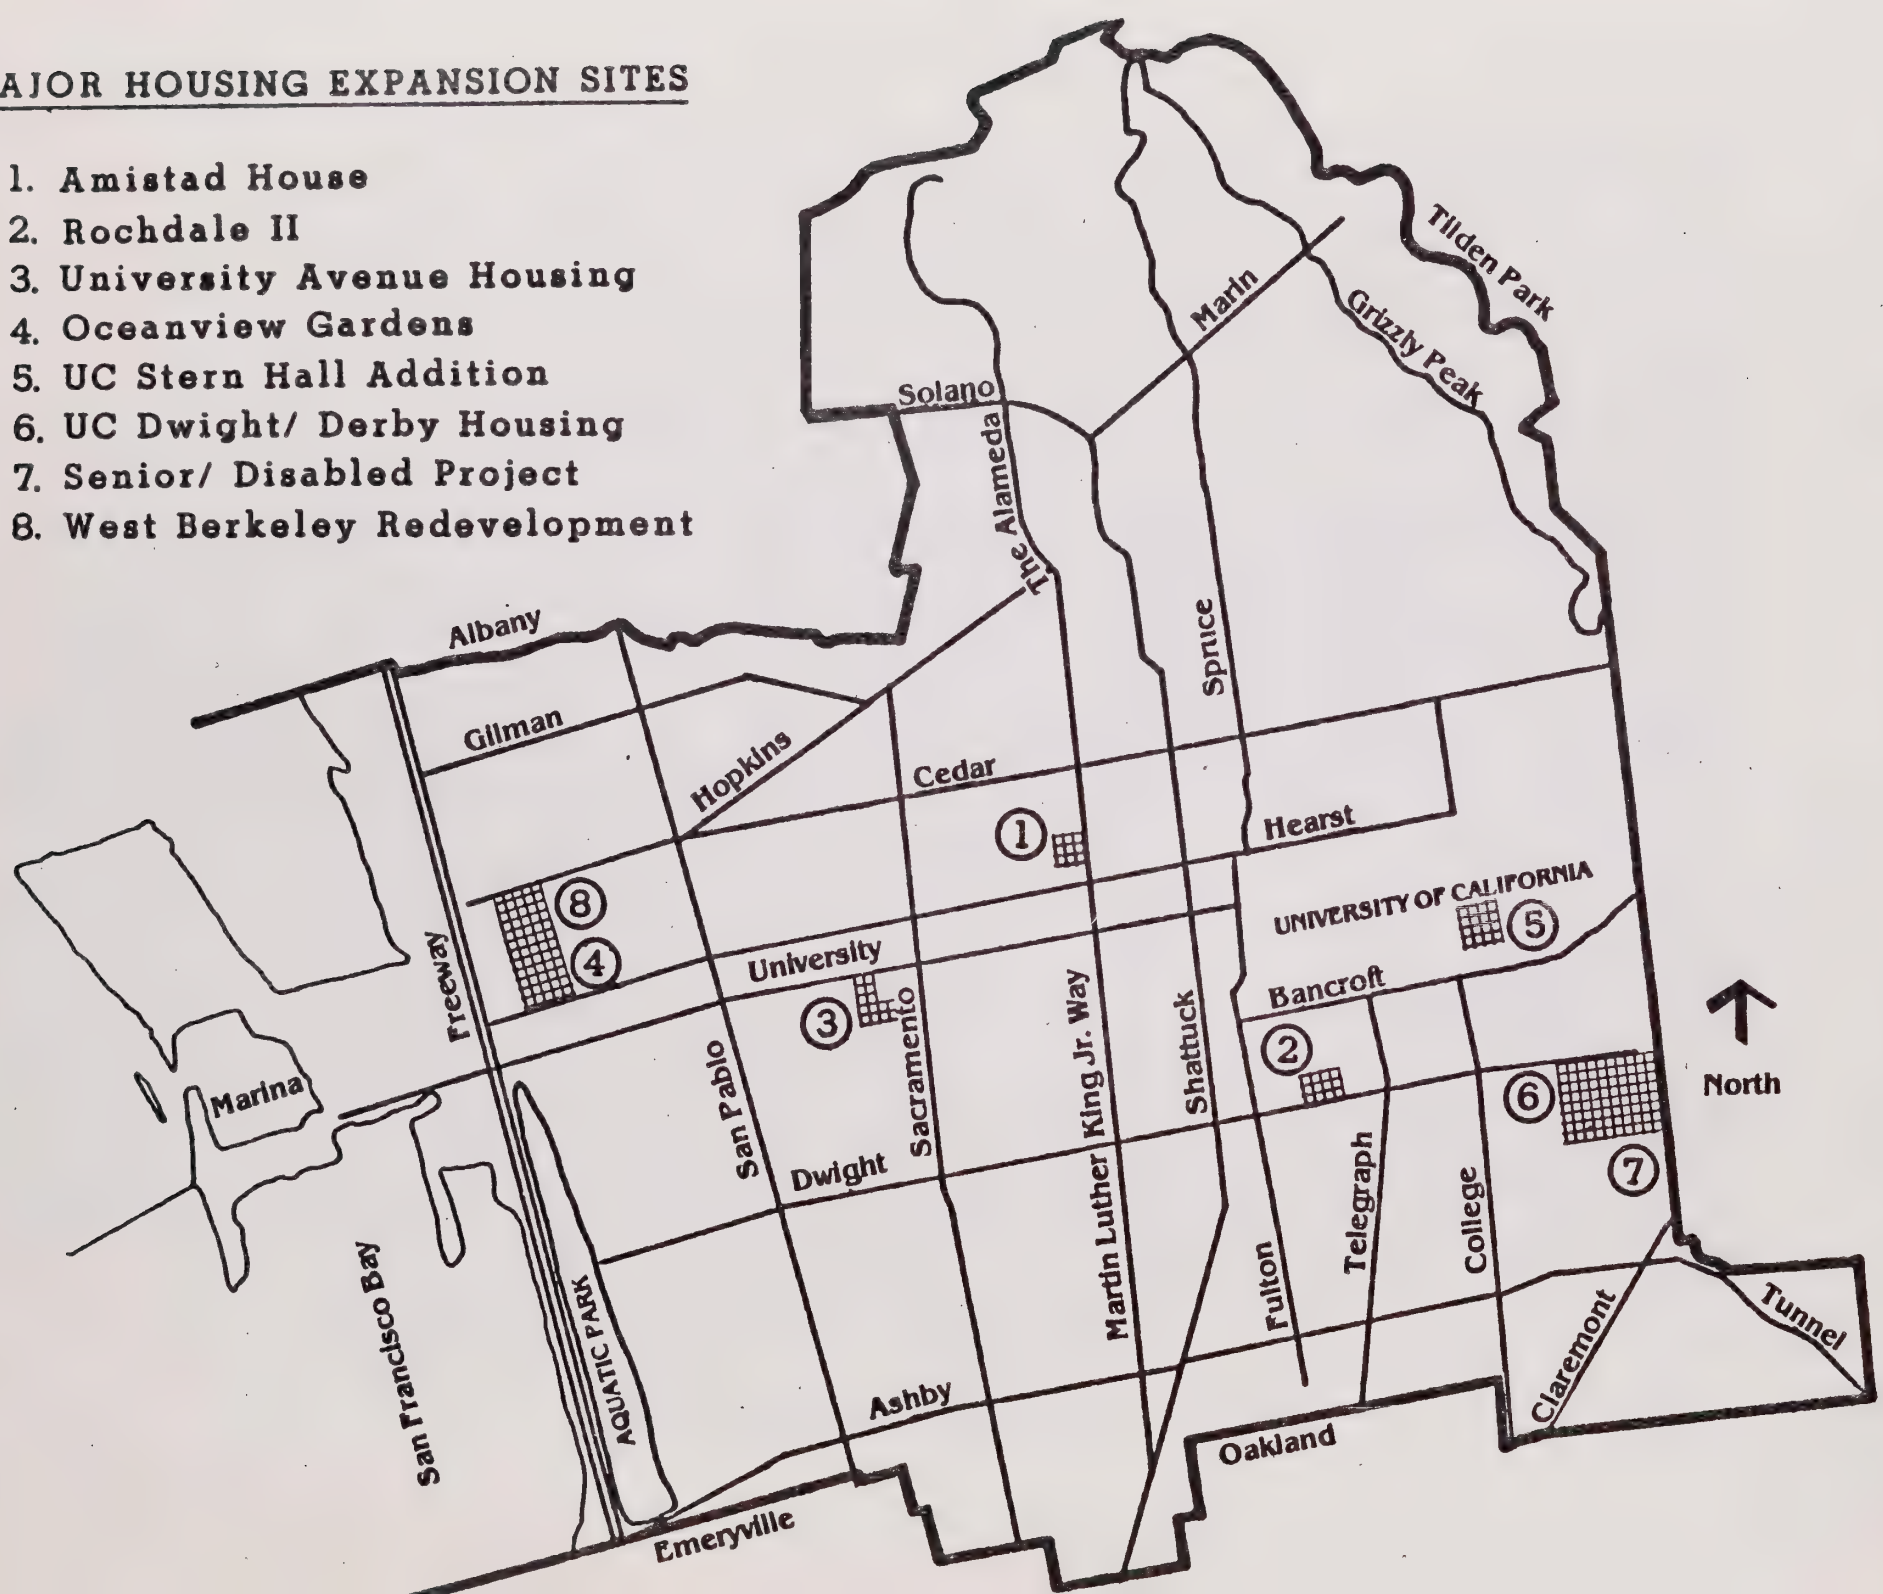 AJOR HOUSING EXPANSION SITES
1. Amistad House
2. Rochdale II
3. University Avenue Housing
4. Oceanview Gardens
5. UC Stern Hall Addition
6. UC Dwight/ Derby Housing
7. Senior/ Disabled Project
8. West Berkeley Redevelopment
Tilden Park
Marin
Grizzly Peak
Solano
The Alameda
Spruce
Albany
Gilman
Hopkins
Cedar
1
Hearst
8
UNIVERSITY OF CALIFORNIA
5
4
University
Freeway
Bancroft
3
Sacramento
Martin Luther King Jr. Way
Shattuck
2
Marina
San Pablo
North
6
Dwight
7
Telegraph
College
Fulton
San Francisco Bay
AQUATIC PARK
Claremont
Tunnel
Ashby
Oakland
Emeryville